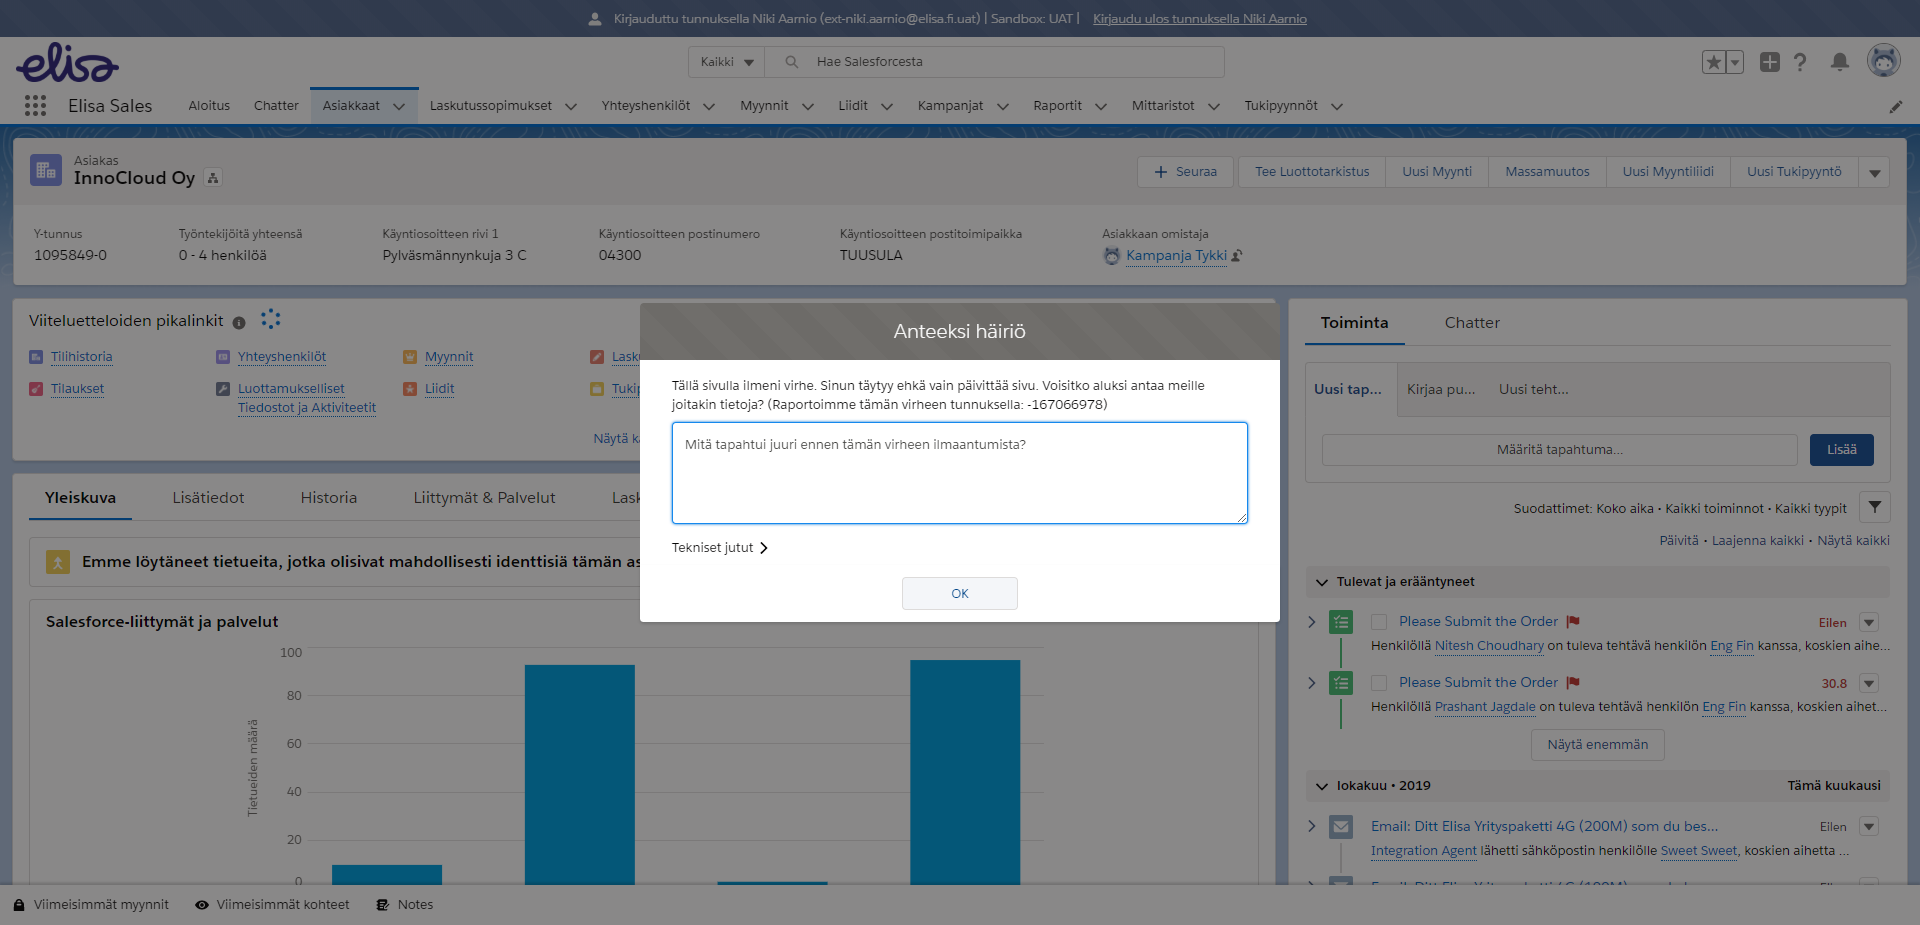 Kirjauduttu tunnuksella Niki Aarnio (ext-niki.aarnio@elisa.fi.uat) | Sandbox: UAT | Kirjaudu ulos tunnuksella Niki Aarnio
elisa
Kaikki
Hae Salesforcesta
Elisa Sales
Aloitus
Chatter
Asiakkaat
Laskutussopimukset
Yhteyshenkilöt
Myynnit
Liidit
Kampanjat
Raportit
Mittaristot
Tukipyynnöt
Asiakas
InnoCloud Oy
Seuraa
Tee Luottotarkistus
Uusi Myynti
Massamuutos
Uusi Myyntiliidi
Uusi Tukipyyntö
Y-tunnus
1095849-0
Työntekijöitä yhteensä
0 - 4 henkilöä
Käyntiosoitteen rivi 1
Pylväsmännynkuja 3 C
Käyntiosoitteen postinumero
04300
Käyntiosoitteen postitoimipaikka
TUUSULA
Asiakkaan omistaja
Kampanja Tykki
Viiteluetteloiden pikalinkit
Tilihistoria
Yhteyshenkilöt
Myynnit
Lask
Tilaukset
Luottamukselliset
Tiedostot ja Aktiviteetit
Liidit
Tukip
Näytä ka
Anteeksi häiriö
Tällä sivulla ilmeni virhe. Sinun täytyy ehkä vain päivittää sivu. Voisitko aluksi antaa meille
joitakin tietoja? (Raportoimme tämän virheen tunnuksella: -167066978)
Mitä tapahtui juuri ennen tämän virheen ilmaantumista?
Tekniset jutut
OK
Yleiskuva
Lisätiedot
Historia
Liittymät & Palvelut
Lask
Emme löytäneet tietueita, jotka olisivat mahdollisesti identtisiä tämän as
Salesforce-liittymät ja palvelut
Tietueiden määrä
100
80
60
40
20
0
Toiminta
Chatter
Uusi tap...
Kirjaa pu...
Uusi teht...
Määritä tapahtuma...
Lisää
Suodattimet: Koko aika • Kaikki toiminnot • Kaikki tyypit
Päivitä • Laajenna kaikki • Näytä kaikki
Tulevat ja erääntyneet
Please Submit the Order
Eilen
Henkilöllä Nitesh Choudhary on tuleva tehtävä henkilön Eng Fin kanssa, koskien aihe...
Please Submit the Order
30.8
Henkilöllä Prashant Jagdale on tuleva tehtävä henkilön Eng Fin kanssa, koskien aihet...
Näytä enemmän
lokakuu • 2019
Tämä kuukausi
Email: Ditt Elisa Yrityspaketti 4G (200M) som du bes...
Eilen
Integration Agent lähetti sähköpostin henkilölle Sweet Sweet, koskien aihetta ...
Viimeisimmät myynnit
Viimeisimmät kohteet
Notes